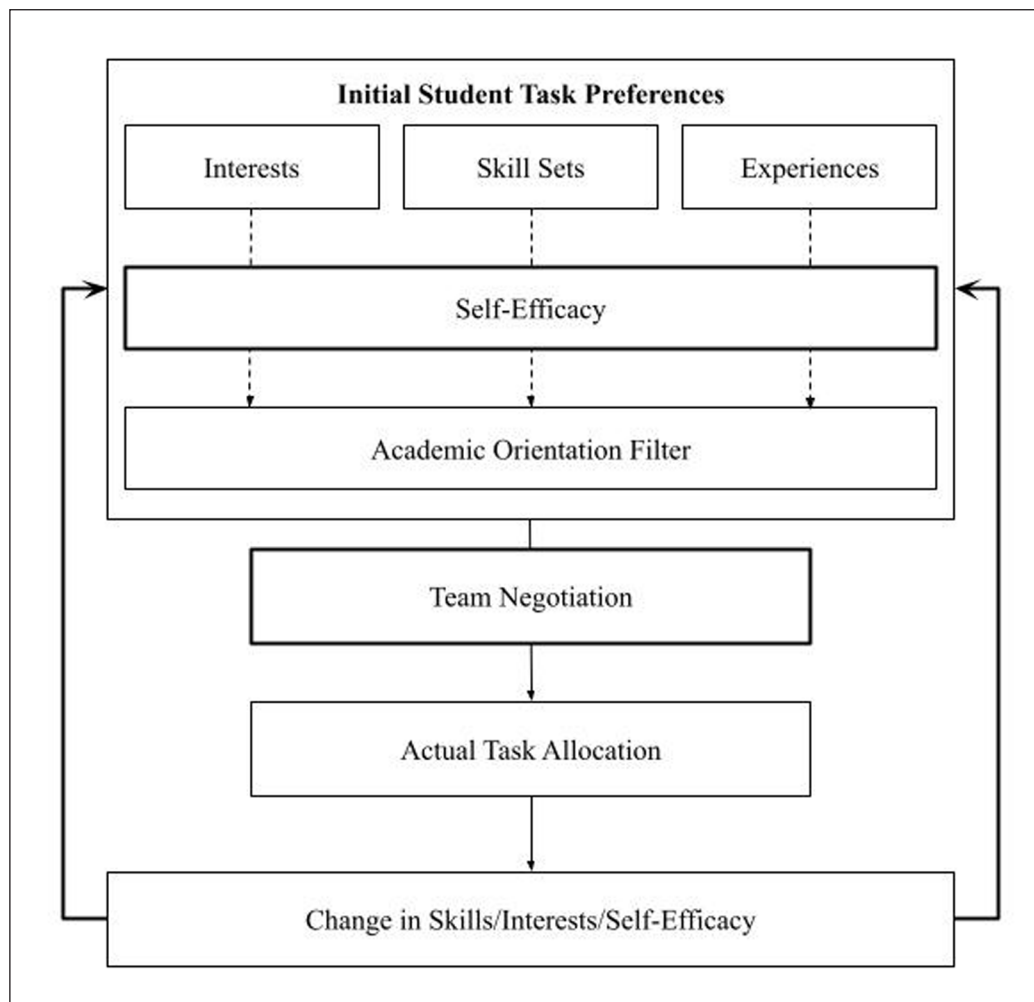 Initial Student Task Preferences
Interests
Skill Sets
Experiences
Self-Efficacy
Academic Orientation Filter
Team Negotiation
Actual Task Allocation
Change in Skills/Interests/Self-Efficacy